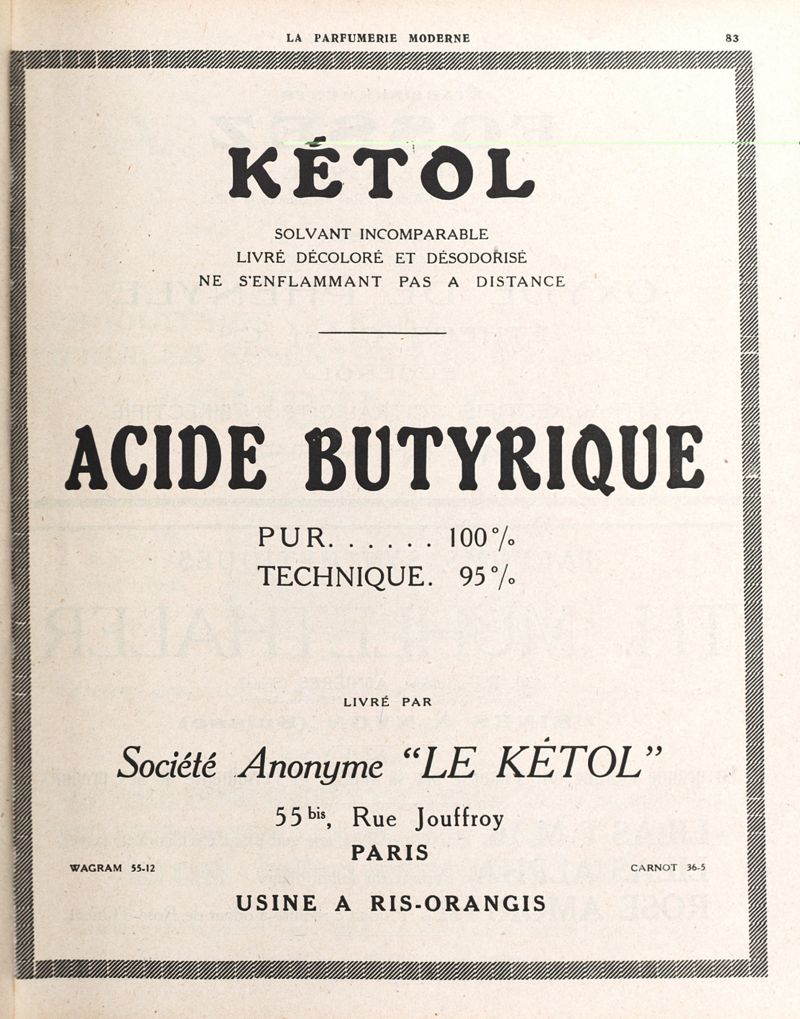 LA PARFUMERIE MODERNE 83
KÉTOL
SOLVANT INCOMPARABLE
LIVRÉ DÉCOLORÉ ET DÉSODORISÉ
NE S'ENFLAMMANT PAS A DISTANCE
ACIDE BUTYRIQUE
PUR. . . . . . 100 %
TECHNIQUE. 95 %
LIVRÉ PAR
Société Anonyme “LE KÉTOL”
55 bis, Rue Jouffroy
PARIS
WAGRAM 55-12 CARNOT 36-5
USINE A RIS-ORANGIS